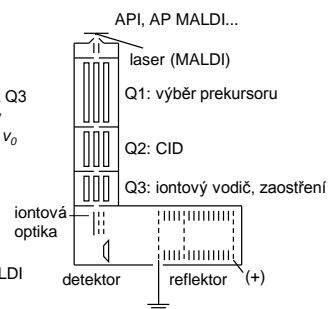 API, AP MALDI...
laser (MALDI)
Q3
Q1: výběr prekursoru
v₀
Q2: CID
Q3: iontový vodič, zaostření
iontová
optika
LDI
detektor
reflektor
(+)